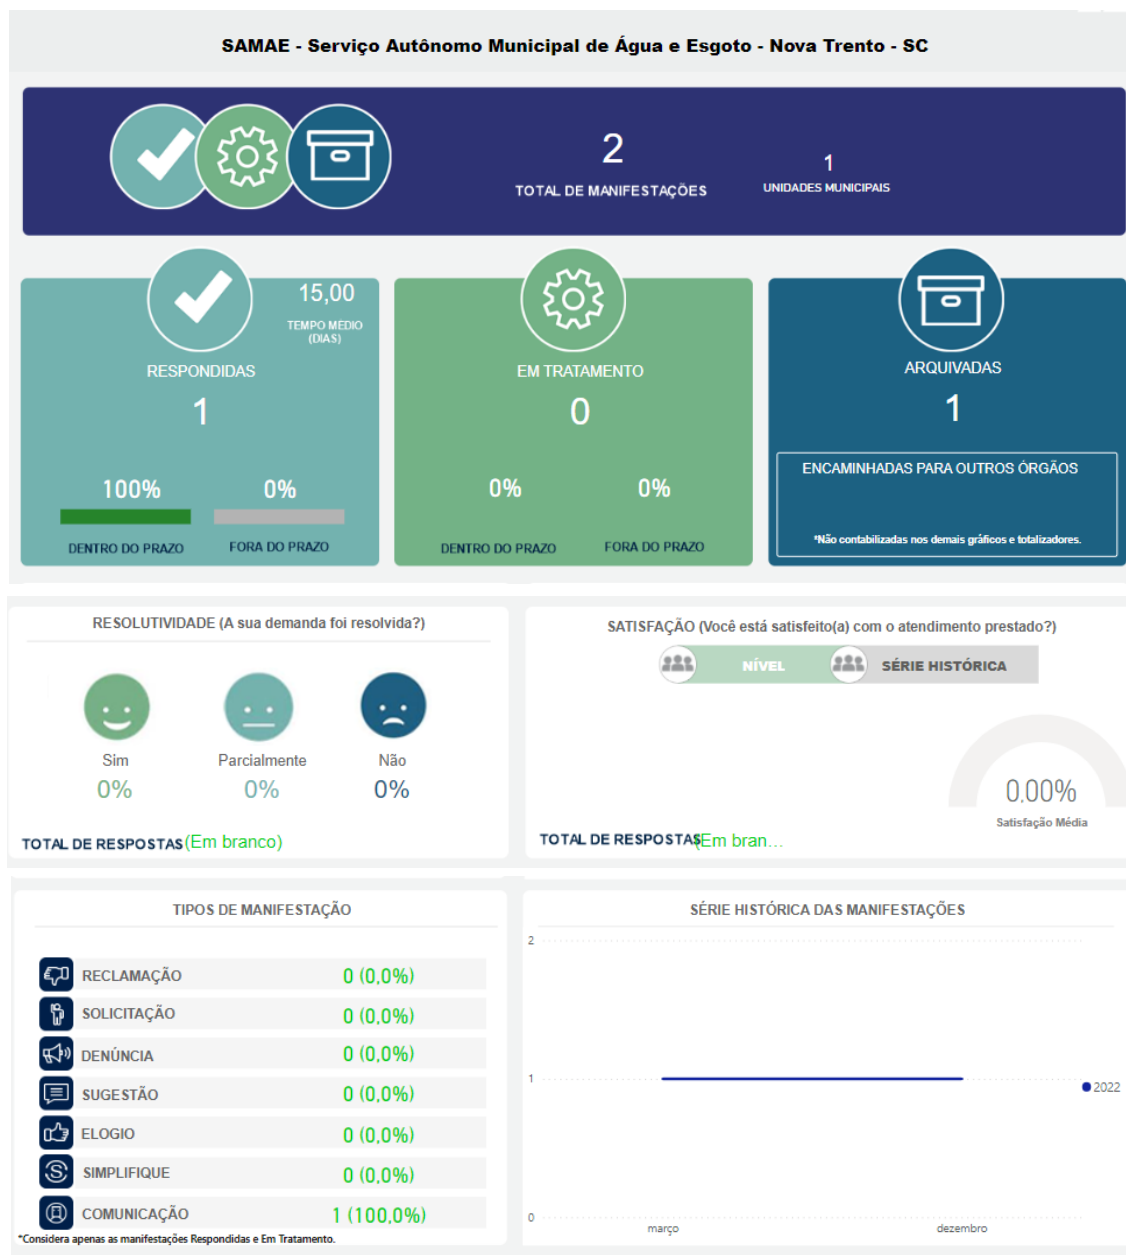 SAMAE - Serviço Autônomo Municipal de Água e Esgoto - Nova Trento - SC
2
TOTAL DE MANIFESTAÇÕES
1
UNIDADES MUNICIPAIS
15,00
TEMPO MÉDIO
(DIAS)
RESPONDIDAS
1
100%
0%
DENTRO DO PRAZO
FORA DO PRAZO
EM TRATAMENTO
0
0%
0%
DENTRO DO PRAZO
FORA DO PRAZO
ARQUIVADAS
1
ENCAMINHADAS PARA OUTROS ÓRGÃOS
*Não contabilizadas nos demais gráficos e totalizadores.
RESOLUTIVIDADE (A sua demanda foi resolvida?)
Sim
Parcialmente
Não
0%
0%
0%
TOTAL DE RESPOSTAS (Em branco)
SATISFAÇÃO (Você está satisfeito(a) com o atendimento prestado?)
NÍVEL
SÉRIE HISTÓRICA
0,00%
Satisfação Média
TOTAL DE RESPOSTAS (Em bran...
TIPOS DE MANIFESTAÇÃO
RECLAMAÇÃO 0 (0,0%)
SOLICITAÇÃO 0 (0,0%)
DENÚNCIA 0 (0,0%)
SUGESTÃO 0 (0,0%)
ELOGIO 0 (0,0%)
SIMPLIFIQUE 0 (0,0%)
COMUNICAÇÃO 1 (100,0%)
*Considera apenas as manifestações Respondidas e Em Tratamento.
SÉRIE HISTÓRICA DAS MANIFESTAÇÕES
2
1
0
março
dezembro
2022